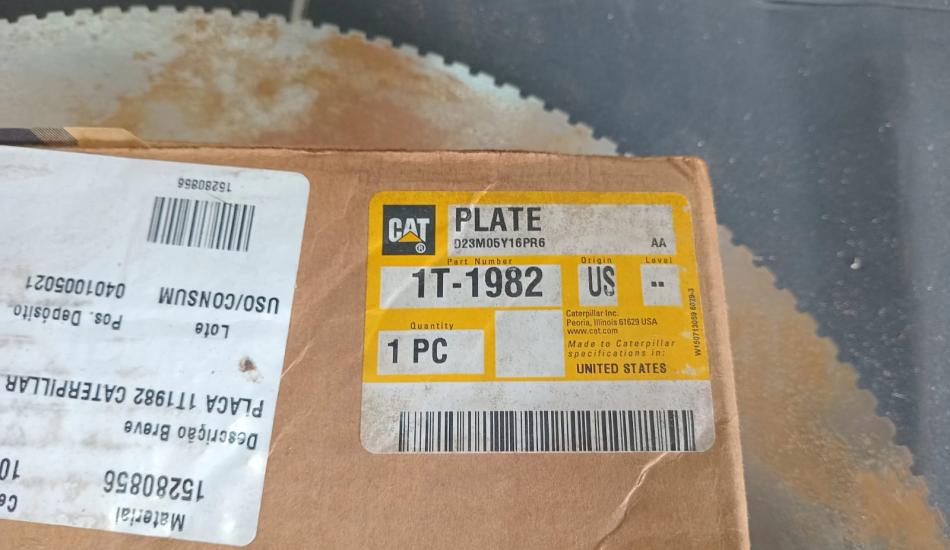 CAT
®
PLATE
D23M05Y16PR6
AA
Part Number
Origin
Level
1T-1982
US
--
Quantity
1 PC
Caterpillar Inc.
Peoria, Illinois 61629 USA
www.cat.com
Made to Caterpillar
specifications in:
UNITED STATES
Material
15280856
Descrição Breve
PLACA 1T1982 CATERPILLAR
Lote
Pos. Depósito
USO/CONSUM
0401005021
15280856